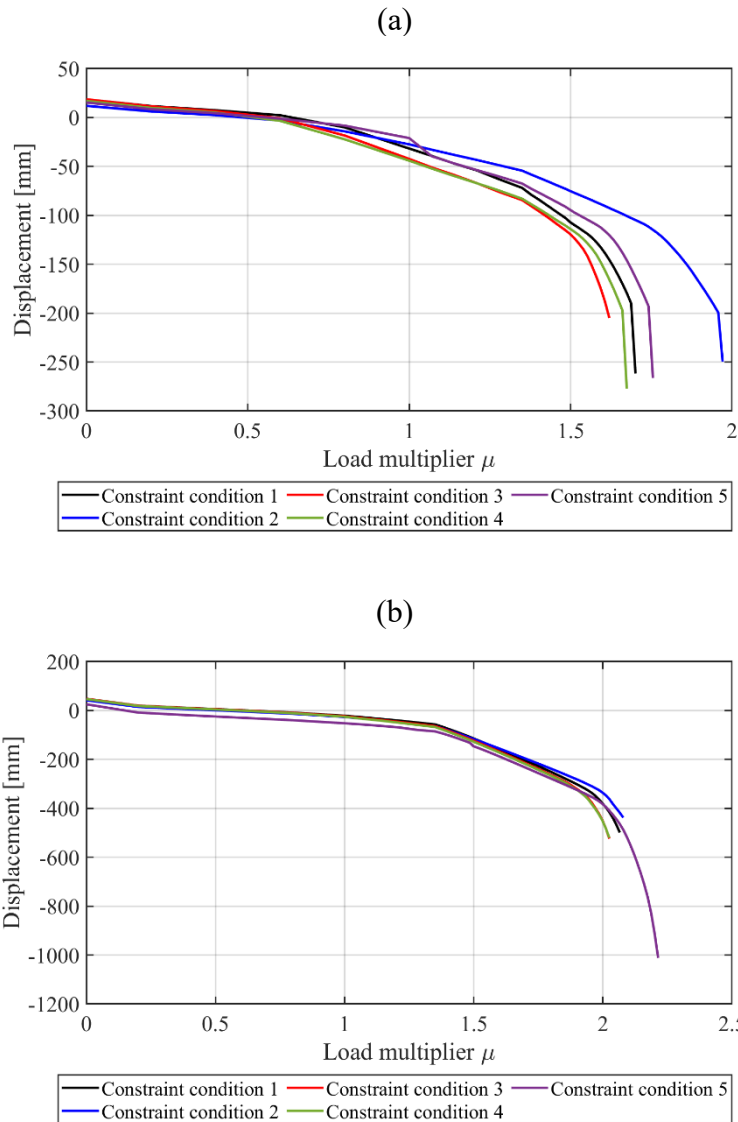 (a)
50
0
-50
-100
-150
-200
-250
-300
Displacement [mm]
0 0.5 1 1.5 2
Load multiplier μ
Constraint condition 1 Constraint condition 3 Constraint condition 5
Constraint condition 2 Constraint condition 4
(b)
200
0
-200
-400
-600
-800
-1000
-1200
Displacement [mm]
0 0.5 1 1.5 2 2.5
Load multiplier μ
Constraint condition 1 Constraint condition 3 Constraint condition 5
Constraint condition 2 Constraint condition 4